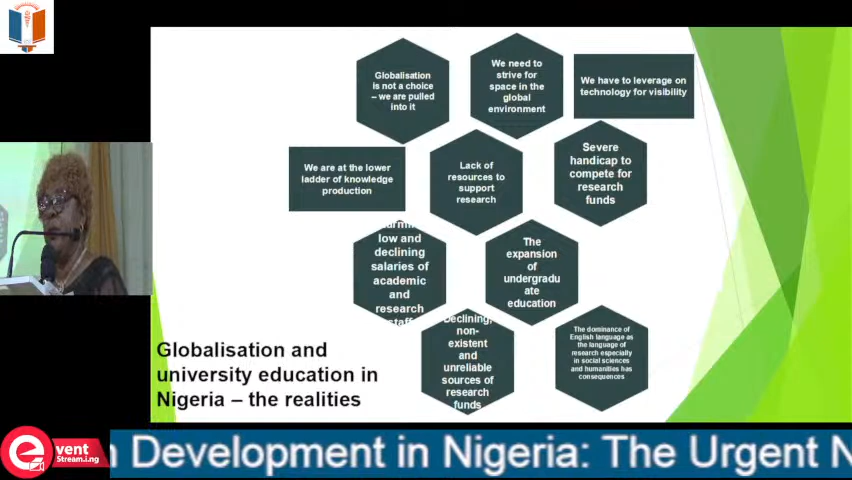 Globalisation
is not a choice
– we are pulled
into it
We need to
strive for
space in the
global
environment
We have to leverage on
technology for visibility
We are at the lower
ladder of knowledge
production
Lack of
resources to
support
research
Severe
handicap to
compete for
research
funds
low and
declining
salaries of
academic
and
research
staff
The
expansion
of
undergradu
ate
education
Declining,
non-
existent
and
unreliable
sources of
research
funds
The dominance of
English language as
the language of
research especially
in social sciences
and humanities has
consequences
Globalisation and
university education in
Nigeria – the realities
event
Stream.i.ng
n Development in Nigeria: The Urgent N